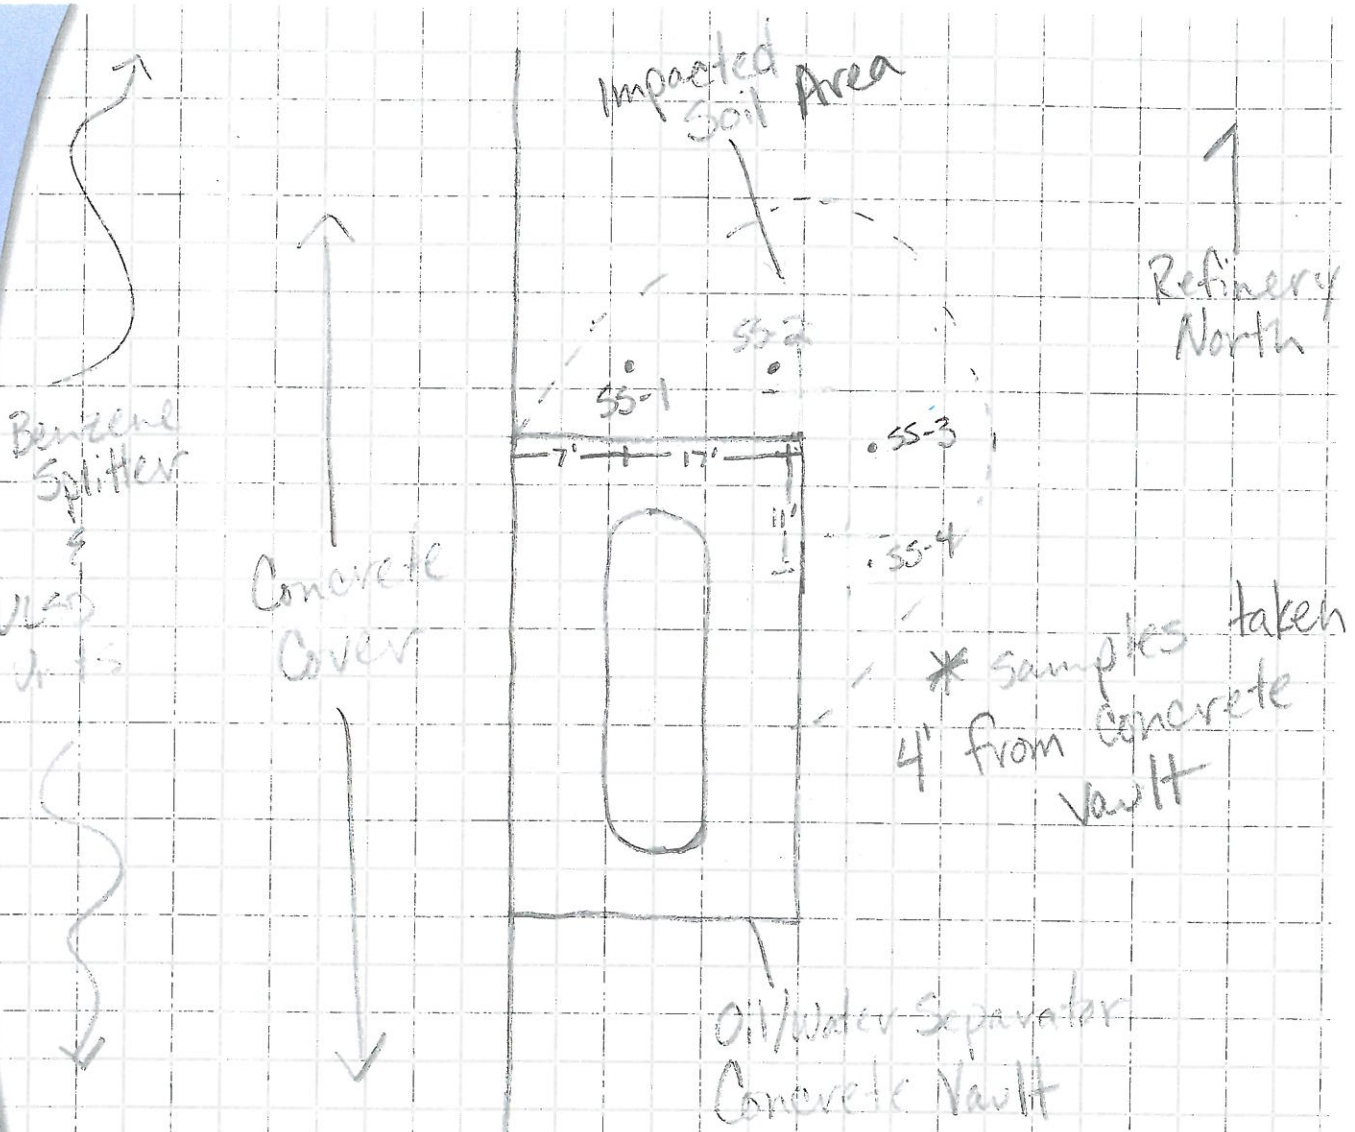 Impacted
Soil Area
Refinery
North
SS-2
SS-1
SS-3
7' 17'
11'
SS-4
Benzene
Splitter
&
Concrete
Cover
* samples taken
4' from concrete
vault
Oil/Water Separator
Concrete Vault